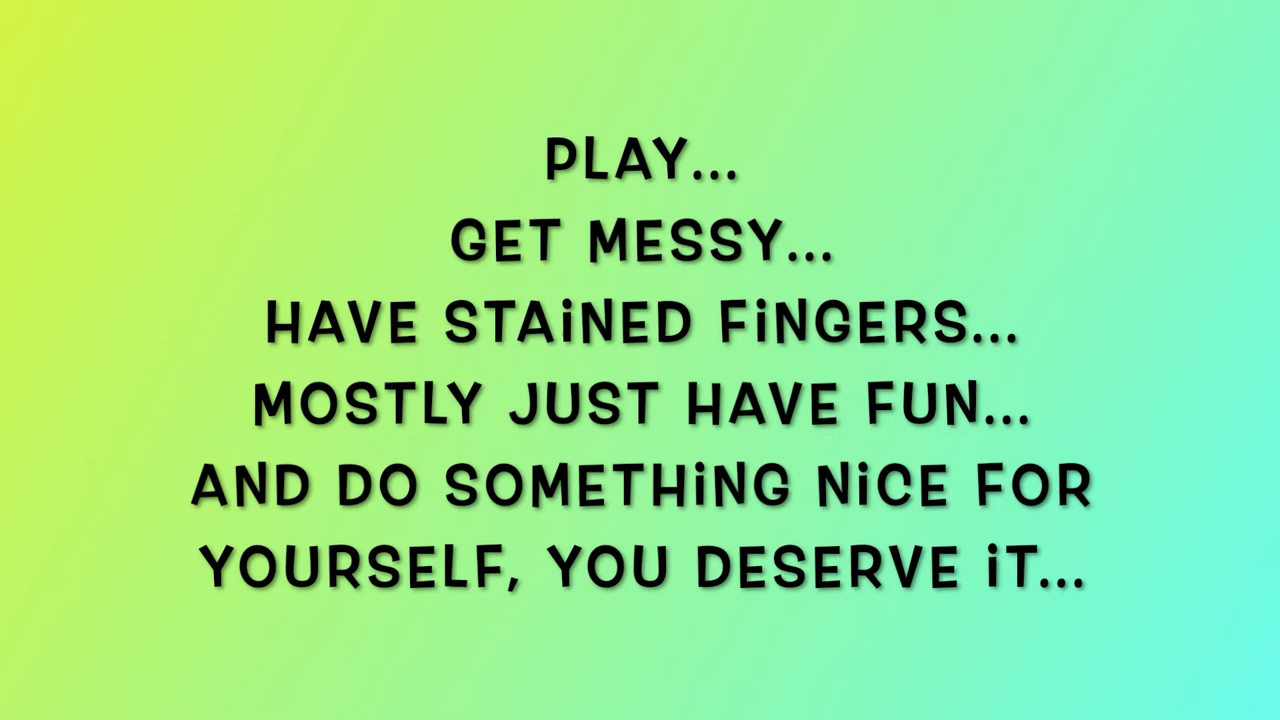 PLAY...
GET MESSY...
HAVE STAiNED FiNGERS...
MOSTLY JUST HAVE FUN...
AND DO SOMETHiNG NiCE FOR
YOURSELF, YOU DESERVE iT...